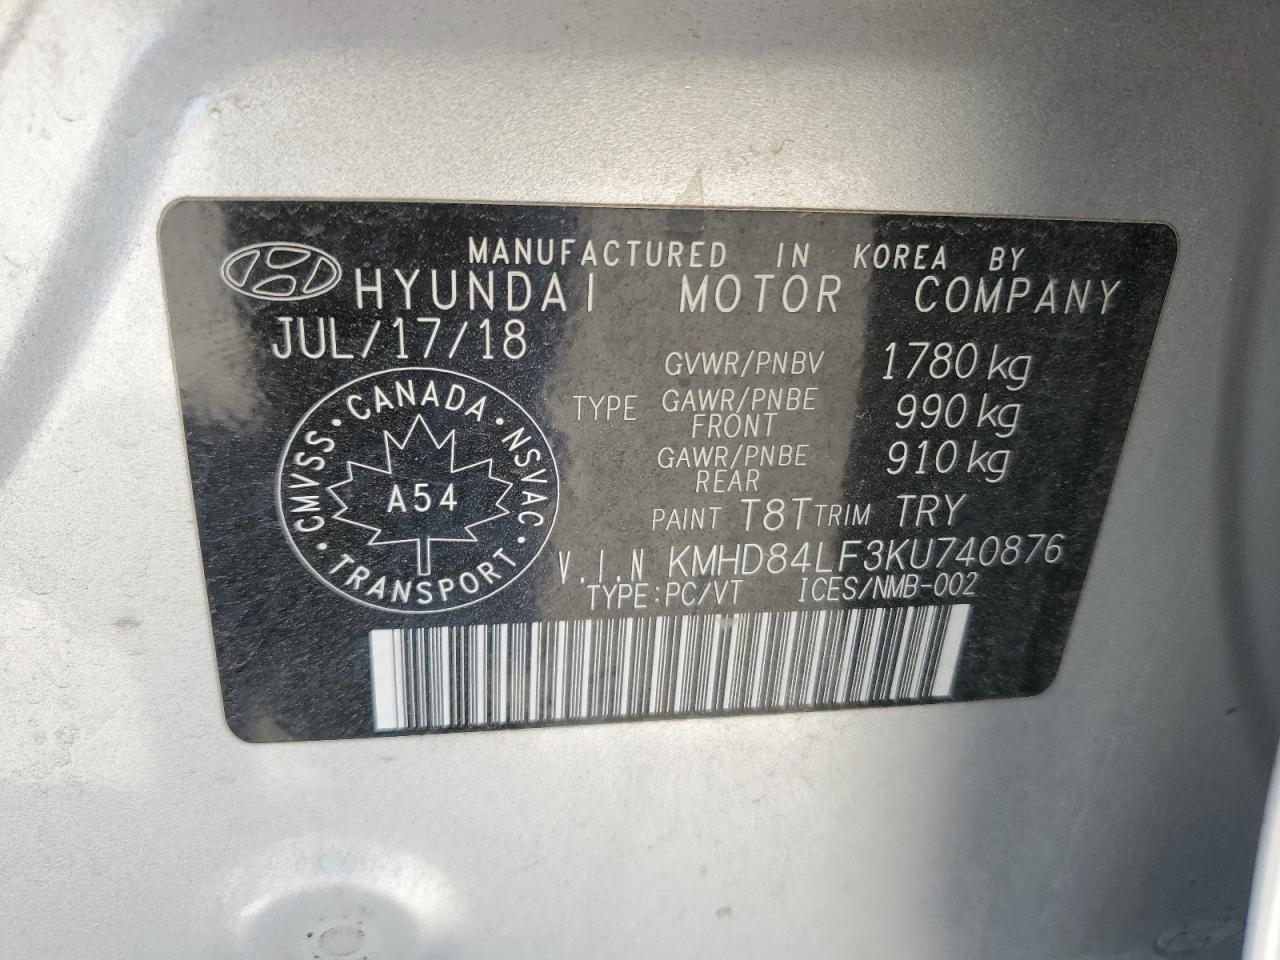 MANUFACTURED IN KOREA BY
HYUNDAI MOTOR COMPANY
JUL/17/18
GVWR/PNBV 1780 kg
TYPE GAWR/PNBE FRONT 990 kg
GAWR/PNBE REAR 910 kg
PAINT T8T TRIM TRY
V.I.N KMHD84LF3KU740876
TYPE:PC/VT ICES/NMB-002
CMVSS · CANADA · NSVAC · TRANSPORT ·
A54